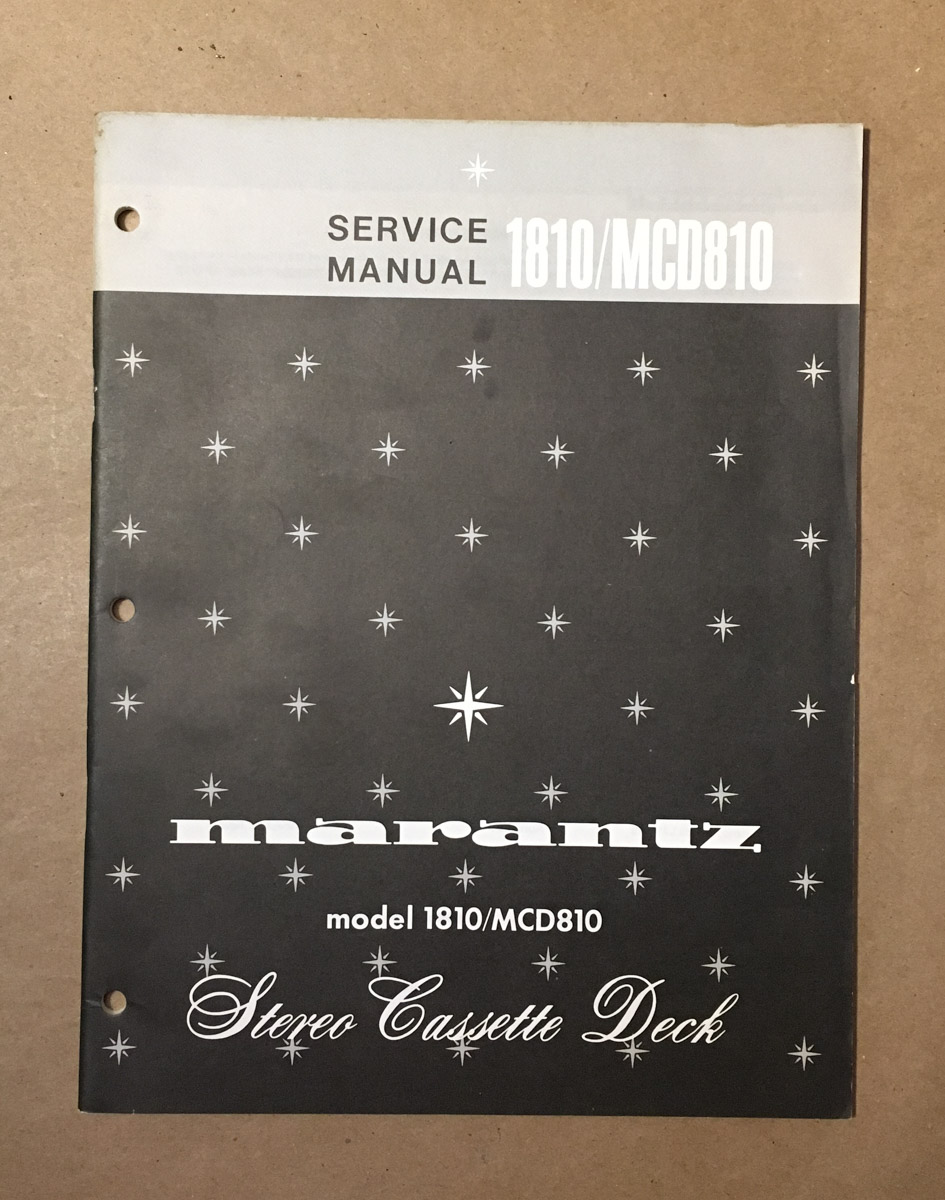 SERVICE
MANUAL 1810/MCD810
marantz
model 1810/MCD810
Stereo Cassette Deck